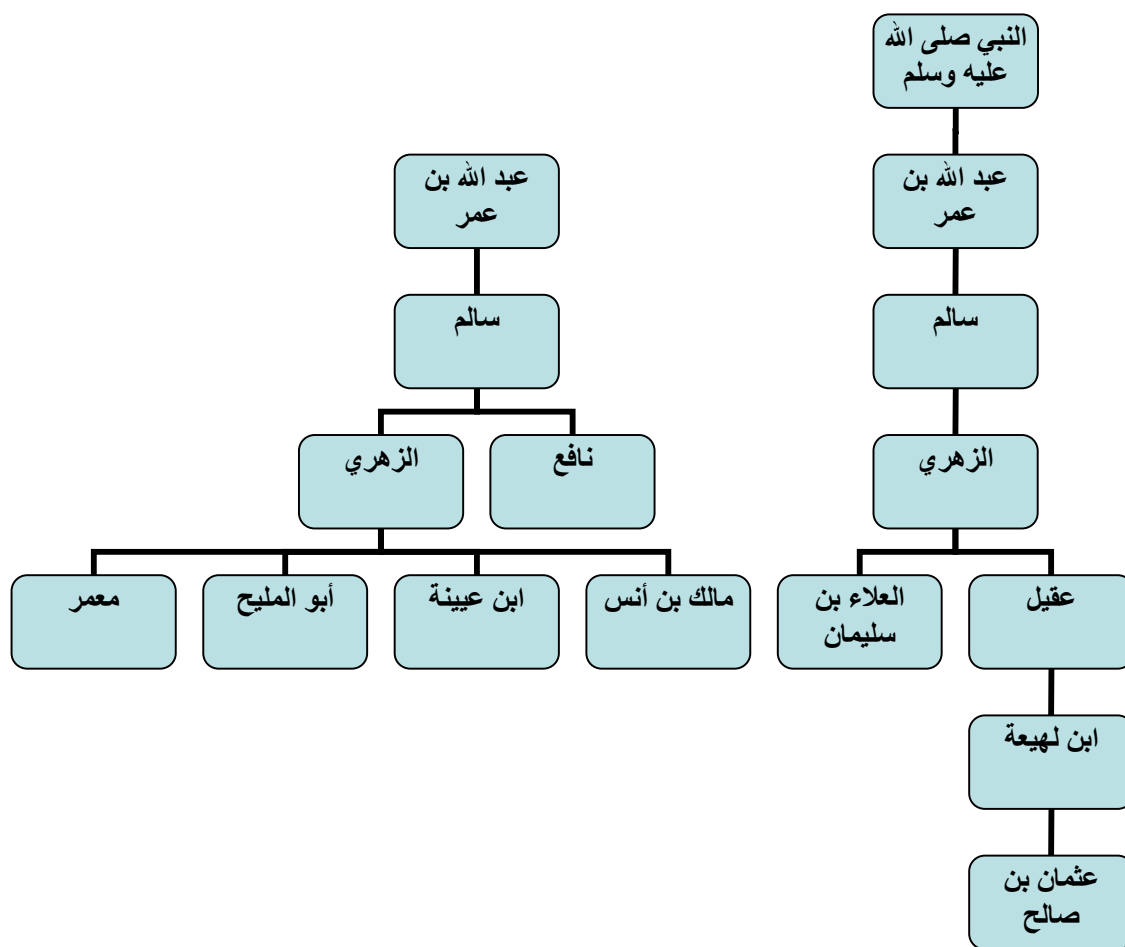 النبي صلى الله
عليه وسلم
عبد الله بن
عمر
عبد الله بن
عمر
سالم
سالم
الزهري
نافع
الزهري
عقيل
العلاء بن
سليمان
مالك بن أنس
ابن عيينة
أبو المليح
معمر
ابن لهيعة
عثمان بن
صالح